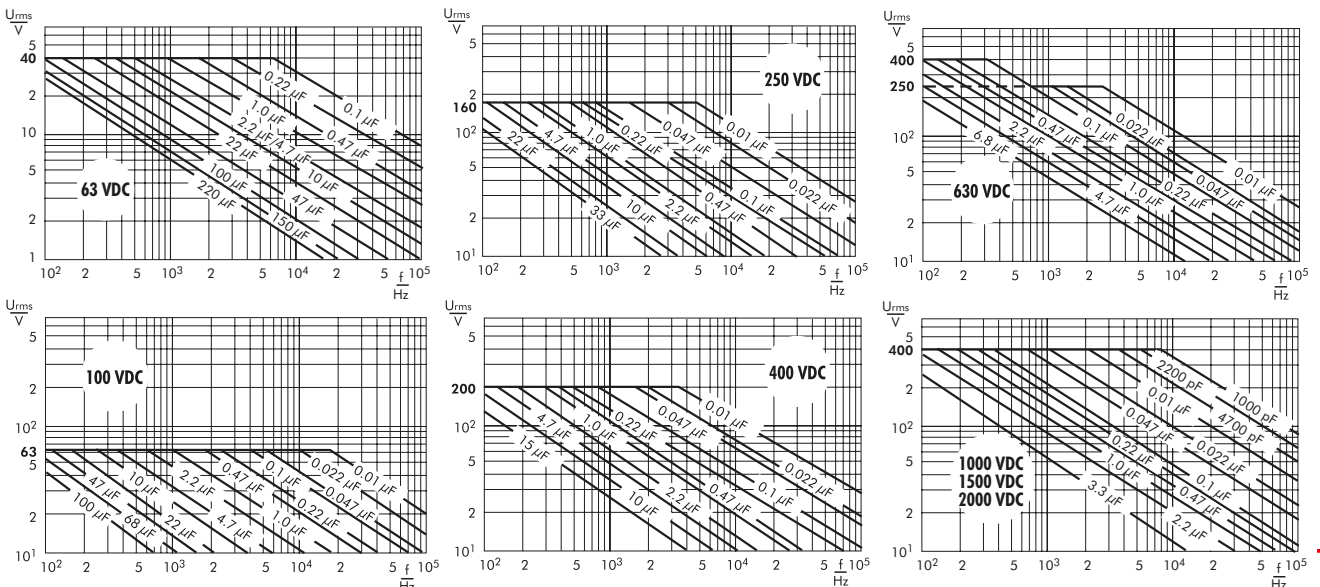 Urms
V
5
40
2
10
5
2
1
10² 2 5 10³ 2 5 10⁴ 2 5 10⁵
f
Hz
63 VDC
0.22 µF
0.1 µF
1.0 µF
0.47 µF
2.2 µF/4.7 µF
22 µF
10 µF
100 µF
47 µF
220 µF
150 µF
Urms
V
5
2
160
10²
5
2
10¹
10² 2 5 10³ 2 5 10⁴ 2 5 10⁵
f
Hz
250 VDC
22 µF
4.7 µF
1.0 µF
0.22 µF
0.047 µF
0.01 µF
33 µF
10 µF
2.2 µF
0.47 µF
0.1 µF
0.022 µF
Urms
V
5
400
250
10²
5
2
10¹
10² 2 5 10³ 2 5 10⁴ 2 5 10⁵
f
Hz
630 VDC
6.8 µF
2.2 µF
0.47 µF
0.1 µF
0.022 µF
4.7 µF
1.0 µF
0.22 µF
0.047 µF
0.01 µF
Urms
V
5
2
10²
63
5
2
10¹
10² 2 5 10³ 2 5 10⁴ 2 5 10⁵
f
Hz
100 VDC
100 µF
47 µF
10 µF
2.2 µF
0.47 µF
0.1 µF
0.022 µF
0.01 µF
68 µF
22 µF
4.7 µF
1.0 µF
0.22 µF
0.047 µF
Urms
V
5
200
10²
5
2
10¹
10² 2 5 10³ 2 5 10⁴ 2 5 10⁵
f
Hz
400 VDC
15 µF
4.7 µF
1.0 µF
0.22 µF
0.047 µF
0.01 µF
10 µF
2.2 µF
0.47 µF
0.1 µF
0.022 µF
Urms
V
400
2
10²
5
2
10¹
10² 2 5 10³ 2 5 10⁴ 2 5 10⁵
f
Hz
1000 VDC
1500 VDC
2000 VDC
2200 pF
1000 pF
0.01 µF
4700 pF
0.047 µF
0.022 µF
0.22 µF
0.1 µF
1.0 µF
0.47 µF
3.3 µF
2.2 µF